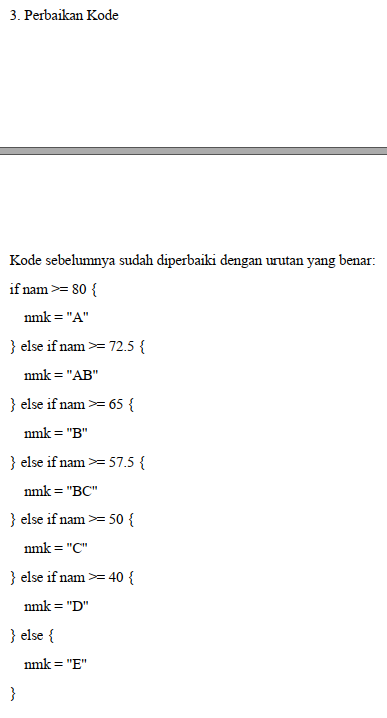 3. Perbaikan Kode
Kode sebelumnya sudah diperbaiki dengan urutan yang benar:
if nam >= 80 {
nmk = "A"
} else if nam >= 72.5 {
nmk = "AB"
} else if nam >= 65 {
nmk = "B"
} else if nam >= 57.5 {
nmk = "BC"
} else if nam >= 50 {
nmk = "C"
} else if nam >= 40 {
nmk = "D"
} else {
nmk = "E"
}